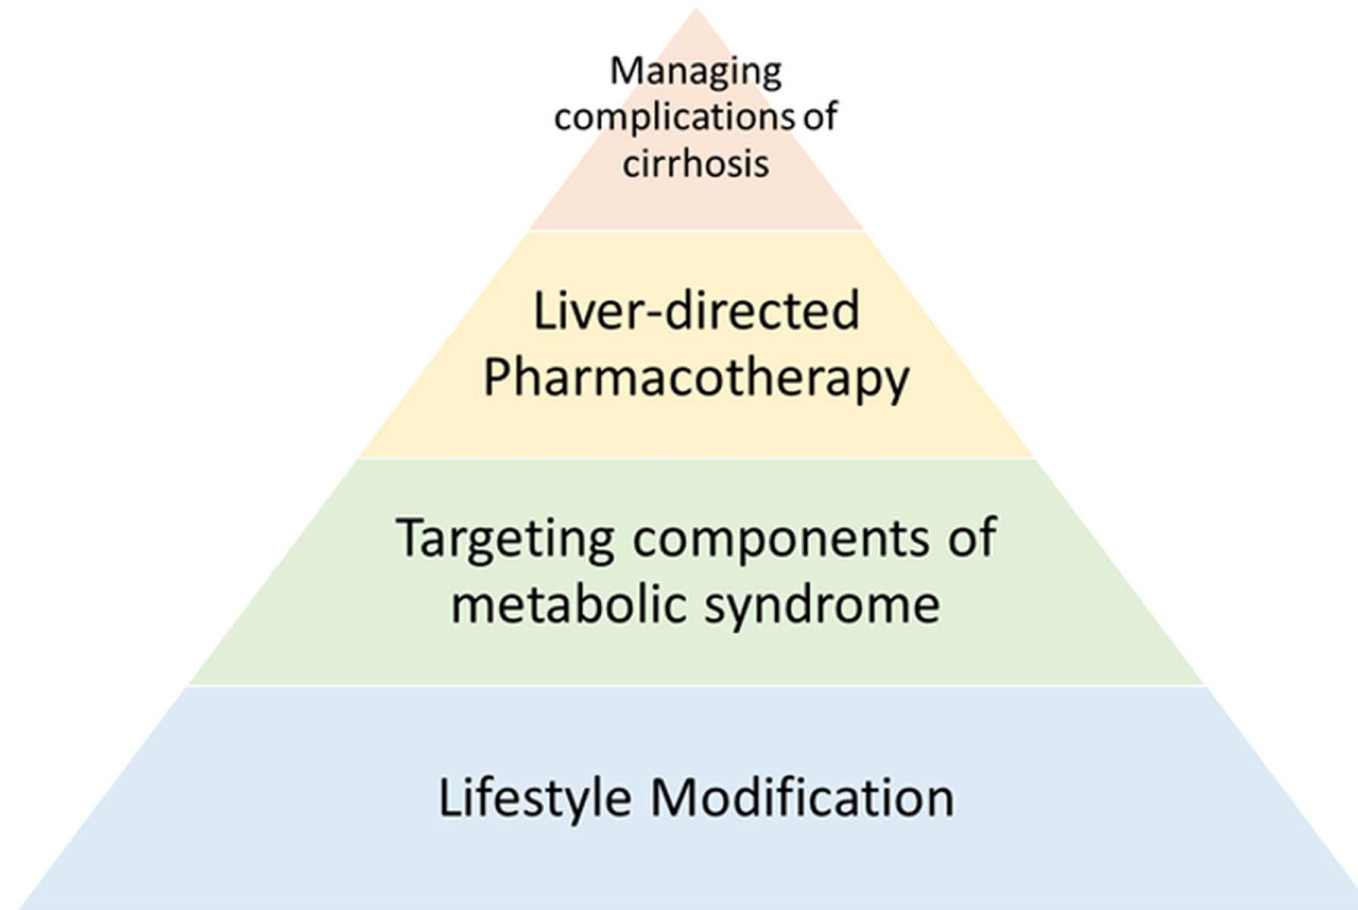 Managing
complications of
cirrhosis
Liver-directed
Pharmacotherapy
Targeting components of
metabolic syndrome
Lifestyle Modification